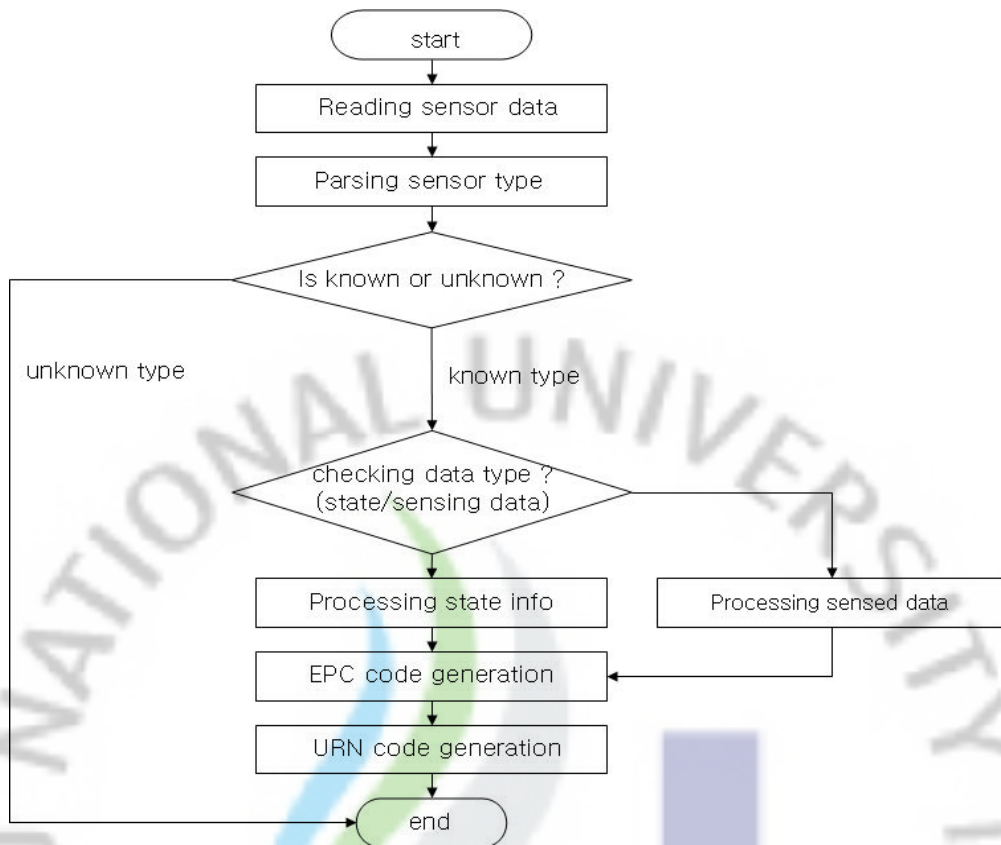 start
Reading sensor data
Parsing sensor type
Is known or unknown ?
unknown type
known type
checking data type ?
(state/sensing data)
Processing state info
Processing sensed data
EPC code generation
URN code generation
end
NATIONAL UNIVERSITY